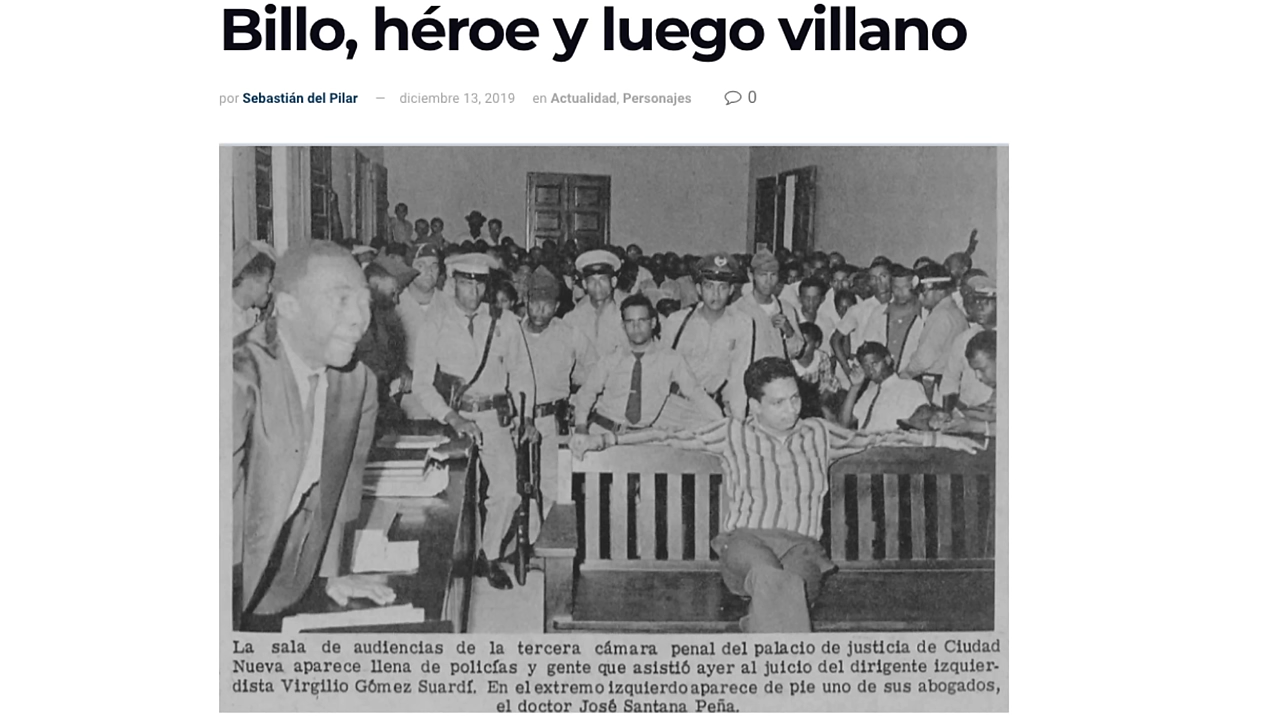 Billo, héroe y luego villano
por Sebastián del Pilar — diciembre 13, 2019 en Actualidad, Personajes 0
La sala de audiencias de la tercera cámara penal del palacio de justicia de Ciudad
Nueva aparece llena de policías y gente que asistió ayer al juicio del dirigente izquier-
dista Virgilio Gómez Suardí. En el extremo izquierdo aparece de pie uno de sus abogados,
el doctor José Santana Peña.